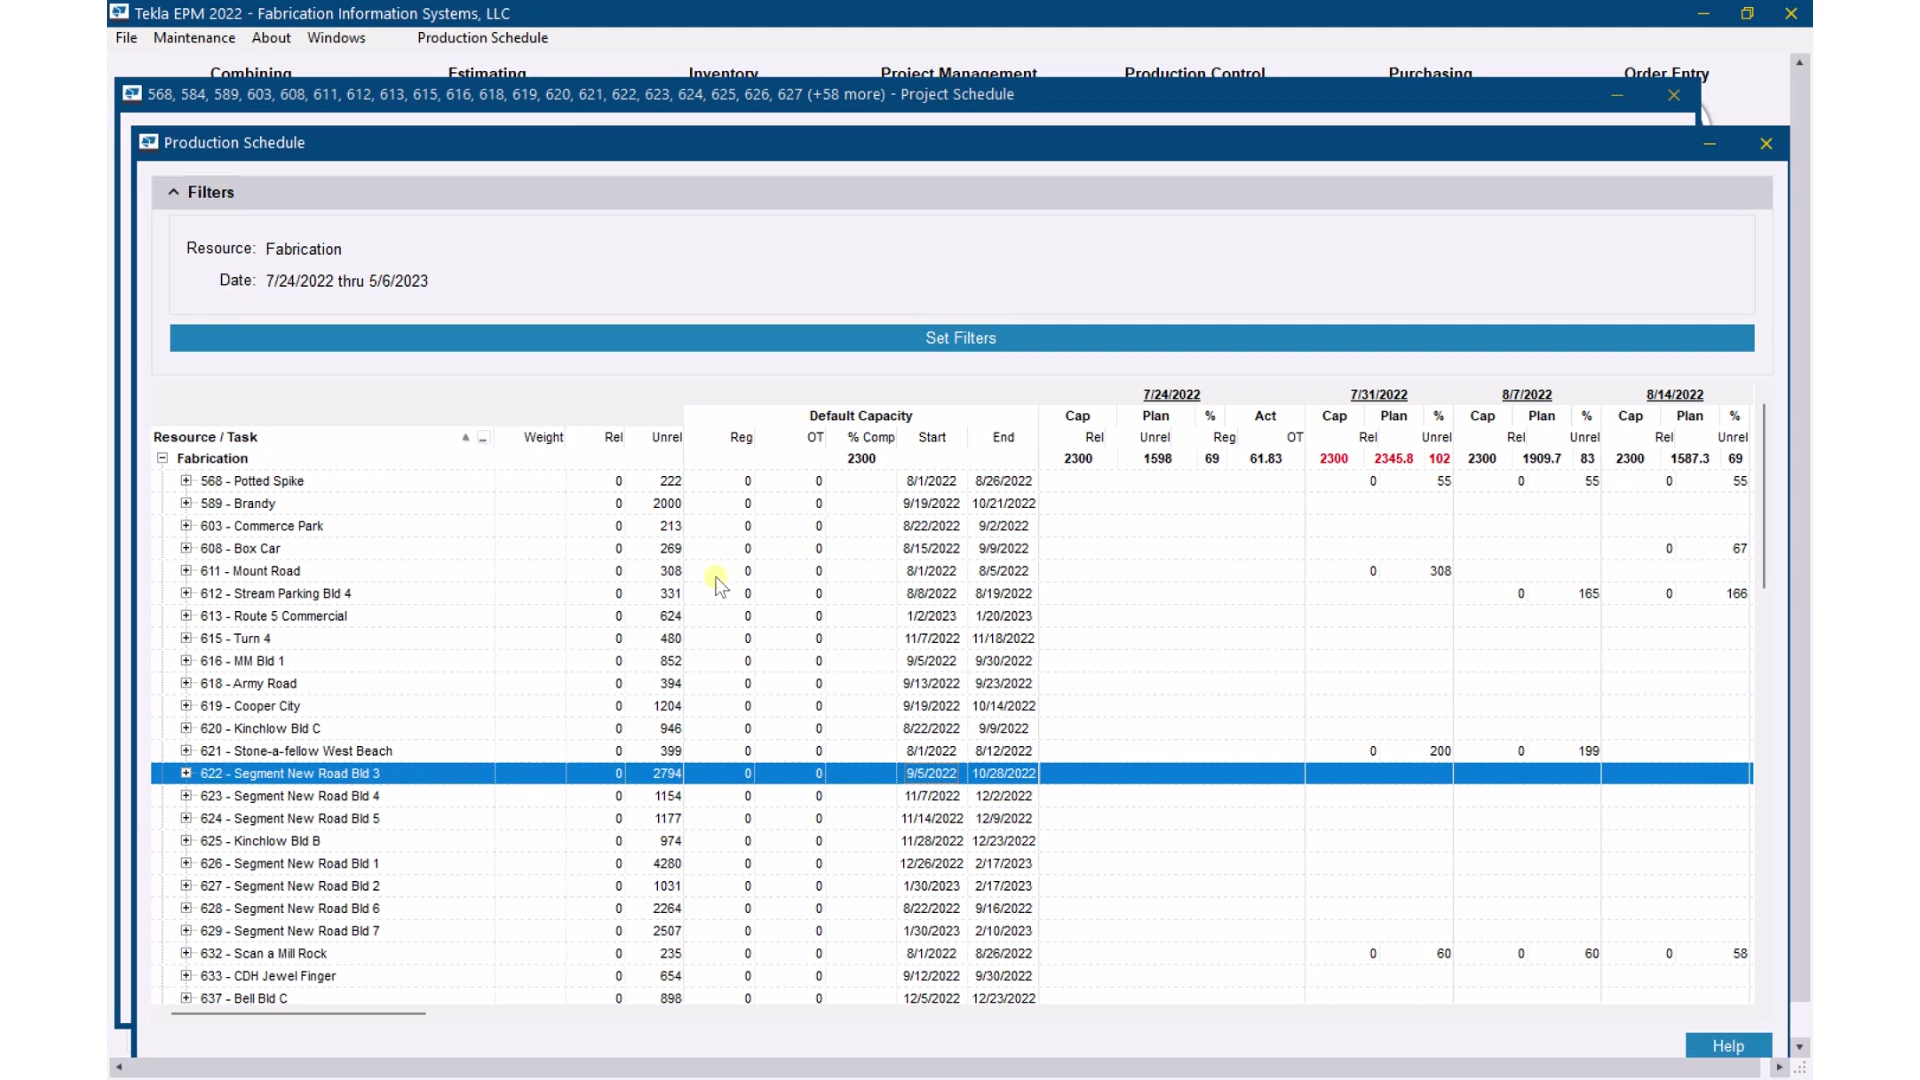 Tekla EPM 2022 - Fabrication Information Systems, LLC
File Maintenance About Windows Production Schedule
Combining Estimating Inventory Project Management Production Control Purchasing Order Entry
568, 584, 589, 603, 608, 611, 612, 613, 615, 616, 618, 619, 620, 621, 622, 623, 624, 625, 626, 627 (+58 more) - Project Schedule
Production Schedule
Filters
Resource: Fabrication
Date: 7/24/2022 thru 5/6/2023
Set Filters
7/24/2022 7/31/2022 8/7/2022 8/14/2022
Default Capacity Cap Plan % Act Cap Plan % Cap Plan % Cap Plan %
Resource / Task Weight Rel Unrel Reg OT % Comp Start End Rel Unrel Reg OT Rel Unrel Rel Unrel Rel Unrel
Fabrication 2300 2300 1598 69 61.83 2300 2345.8 102 2300 1909.7 83 2300 1587.3 69
568 - Potted Spike 0 222 0 0 8/1/2022 8/26/2022 0 55 0 55 0 55
589 - Brandy 0 2000 0 0 9/19/2022 10/21/2022
603 - Commerce Park 0 213 0 0 8/22/2022 9/2/2022
608 - Box Car 0 269 0 0 8/15/2022 9/9/2022 0 67
611 - Mount Road 0 308 0 0 8/1/2022 8/5/2022 0 308
612 - Stream Parking Bld 4 0 331 0 0 8/8/2022 8/19/2022 0 165 0 166
613 - Route 5 Commercial 0 624 0 0 1/2/2023 1/20/2023
615 - Turn 4 0 480 0 0 11/7/2022 11/18/2022
616 - MM Bld 1 0 852 0 0 9/5/2022 9/30/2022
618 - Army Road 0 394 0 0 9/13/2022 9/23/2022
619 - Cooper City 0 1204 0 0 9/19/2022 10/14/2022
620 - Kinchlow Bld C 0 946 0 0 8/22/2022 9/9/2022
621 - Stone-a-fellow West Beach 0 399 0 0 8/1/2022 8/12/2022 0 200 0 199
622 - Segment New Road Bld 3 0 2794 0 0 9/5/2022 10/28/2022
623 - Segment New Road Bld 4 0 1154 0 0 11/7/2022 12/2/2022
624 - Segment New Road Bld 5 0 1177 0 0 11/14/2022 12/9/2022
625 - Kinchlow Bld B 0 974 0 0 11/28/2022 12/23/2022
626 - Segment New Road Bld 1 0 4280 0 0 12/26/2022 2/17/2023
627 - Segment New Road Bld 2 0 1031 0 0 1/30/2023 2/17/2023
628 - Segment New Road Bld 6 0 2264 0 0 8/22/2022 9/16/2022
629 - Segment New Road Bld 7 0 2507 0 0 1/30/2023 2/10/2023
632 - Scan a Mill Rock 0 235 0 0 8/1/2022 8/26/2022 0 60 0 60 0 58
633 - CDH Jewel Finger 0 654 0 0 9/12/2022 9/30/2022
637 - Bell Bld C 0 898 0 0 12/5/2022 12/23/2022
Help